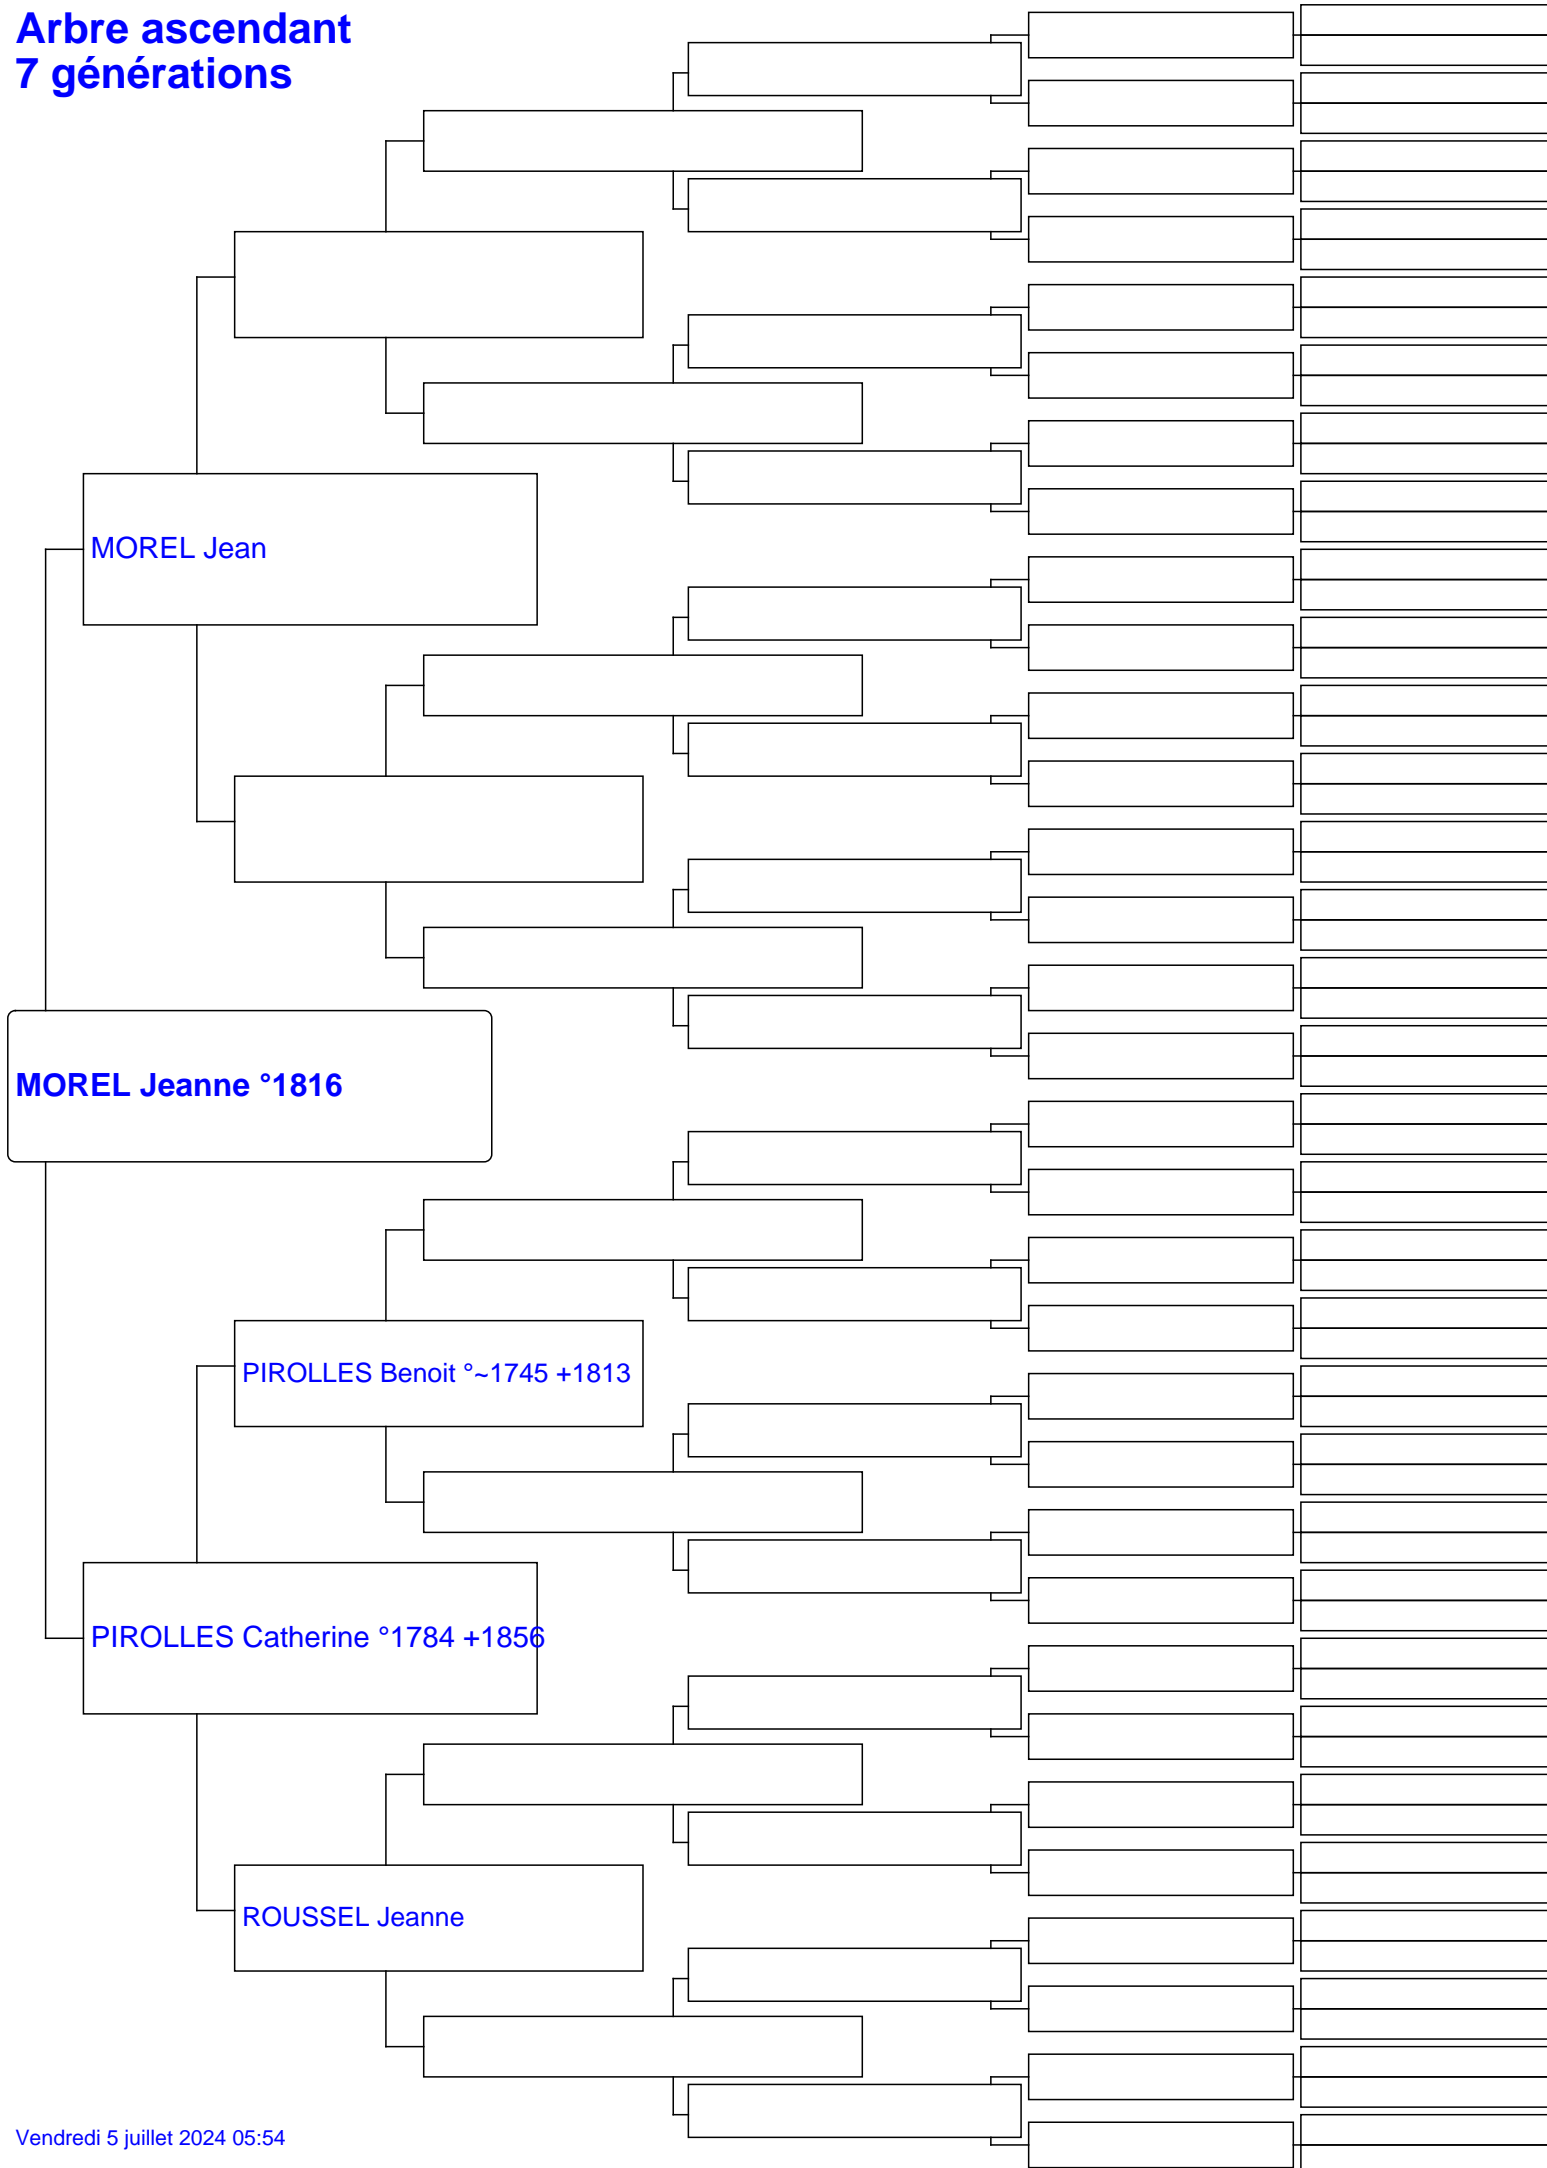 Arbre ascendant
7 générations
MOREL Jean
MOREL Jeanne °1816
PIROLLES Benoit °~1745 +1813
PIROLLES Catherine °1784 +1856
ROUSSEL Jeanne
Vendredi 5 juillet 2024 05:54